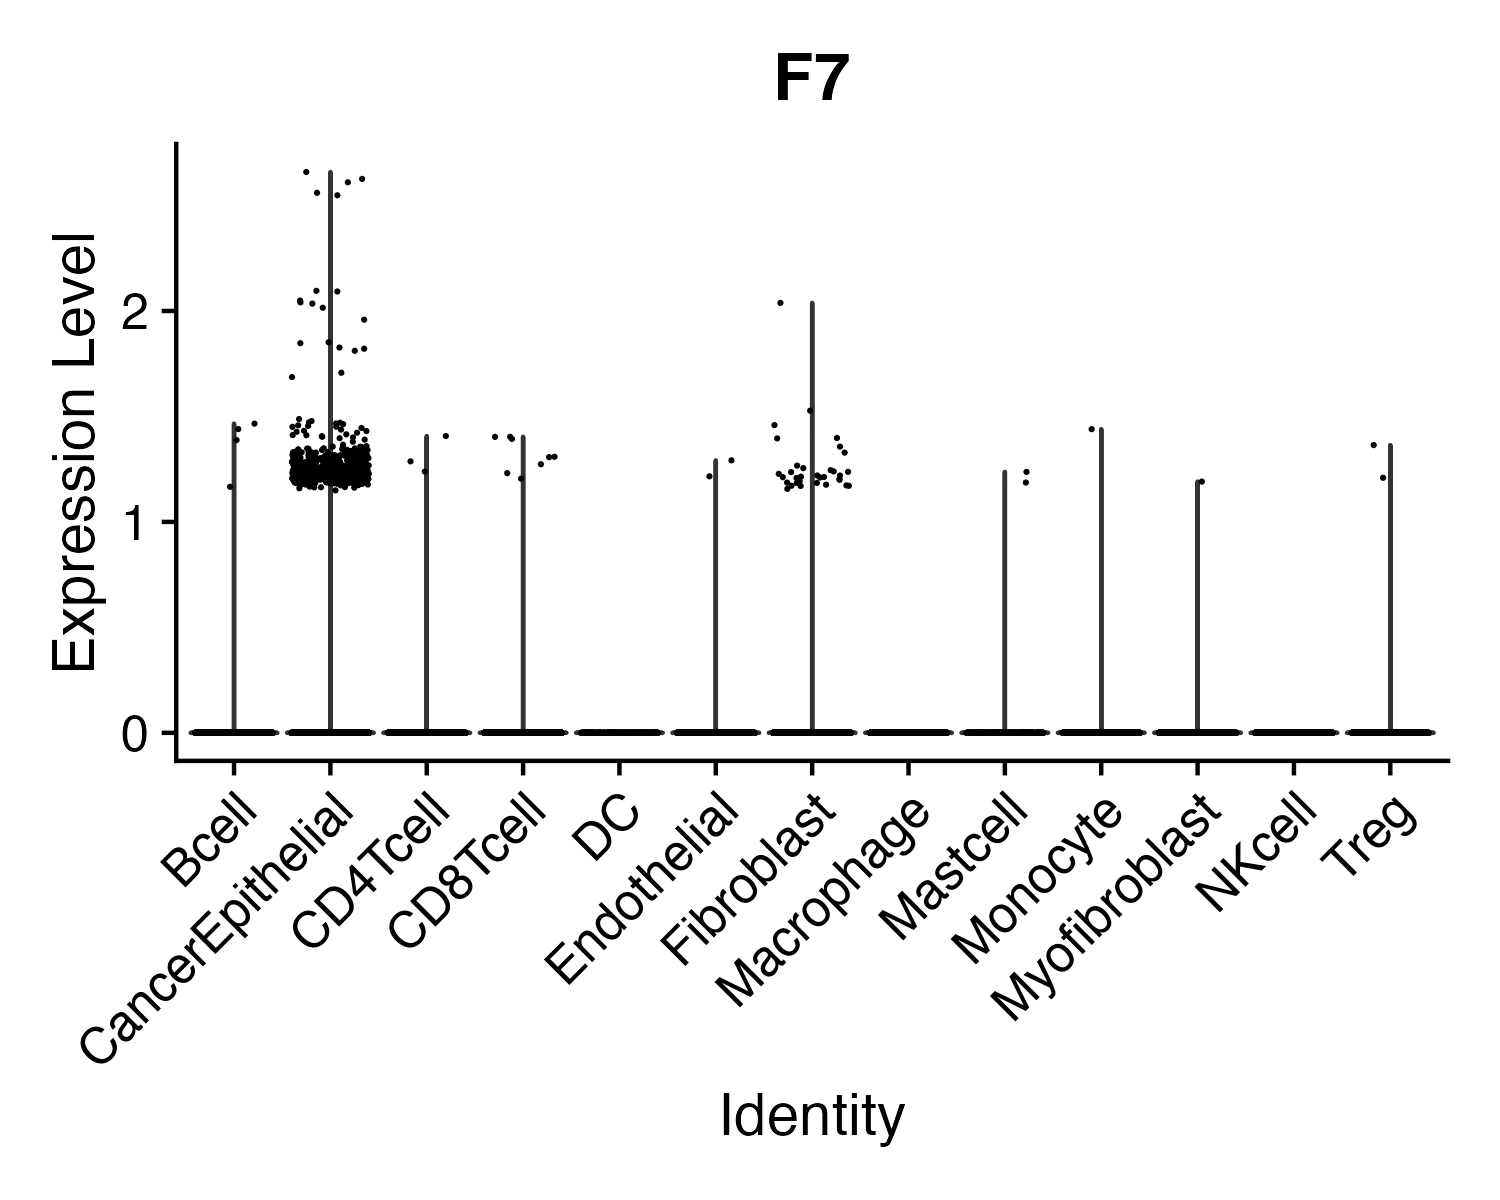 F7
Expression Level
2
1
0
Bcell
CancerEpithelial
CD4Tcell
CD8Tcell
DC
Endothelial
Fibroblast
Macrophage
Mastcell
Monocyte
Myofibroblast
NKcell
Treg
Identity